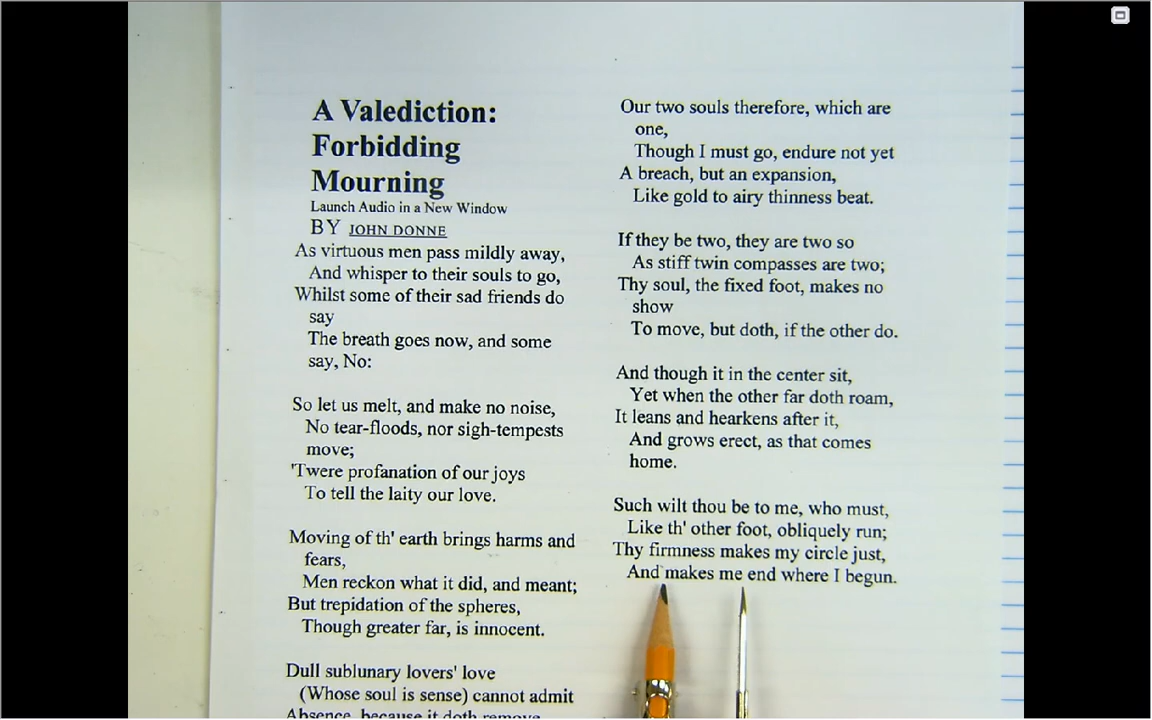 A Valediction:
Forbidding
Mourning
Launch Audio in a New Window
BY JOHN DONNE
As virtuous men pass mildly away,
And whisper to their souls to go,
Whilst some of their sad friends do
say
The breath goes now, and some
say, No:
So let us melt, and make no noise,
No tear-floods, nor sigh-tempests
move;
'Twere profanation of our joys
To tell the laity our love.
Moving of th' earth brings harms and
fears,
Men reckon what it did, and meant;
But trepidation of the spheres,
Though greater far, is innocent.
Dull sublunary lovers' love
(Whose soul is sense) cannot admit
Absence, because it doth remove
Our two souls therefore, which are
one,
Though I must go, endure not yet
A breach, but an expansion,
Like gold to airy thinness beat.
If they be two, they are two so
As stiff twin compasses are two;
Thy soul, the fixed foot, makes no
show
To move, but doth, if the other do.
And though it in the center sit,
Yet when the other far doth roam,
It leans and hearkens after it,
And grows erect, as that comes
home.
Such wilt thou be to me, who must,
Like th' other foot, obliquely run;
Thy firmness makes my circle just,
And makes me end where I begun.